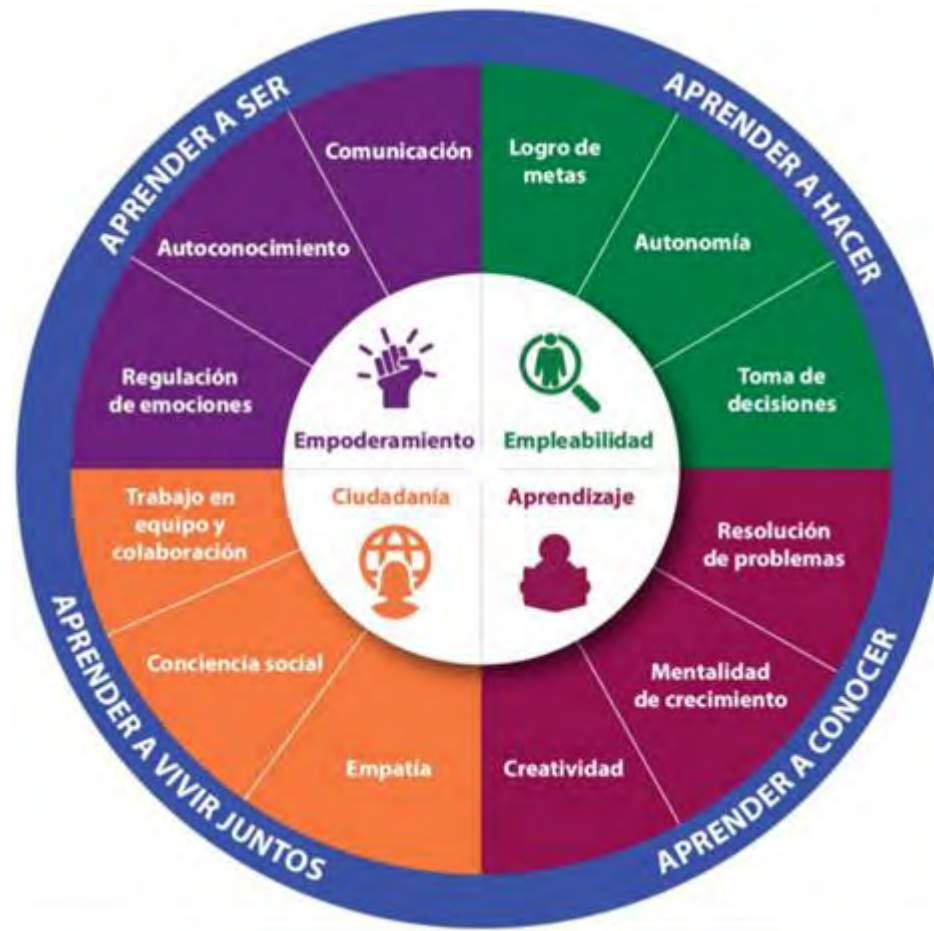 APRENDER A SER
Comunicación
Autoconocimiento
Regulación
de emociones
Empoderamiento
APRENDER A HACER
Logro de
metas
Autonomía
Toma de
decisiones
Empleabilidad
Ciudadanía
Trabajo en
equipo y
colaboración
Conciencia social
Empatía
APRENDER A VIVIR JUNTOS
Aprendizaje
Resolución
de problemas
Mentalidad
de crecimiento
Creatividad
APRENDER A CONOCER